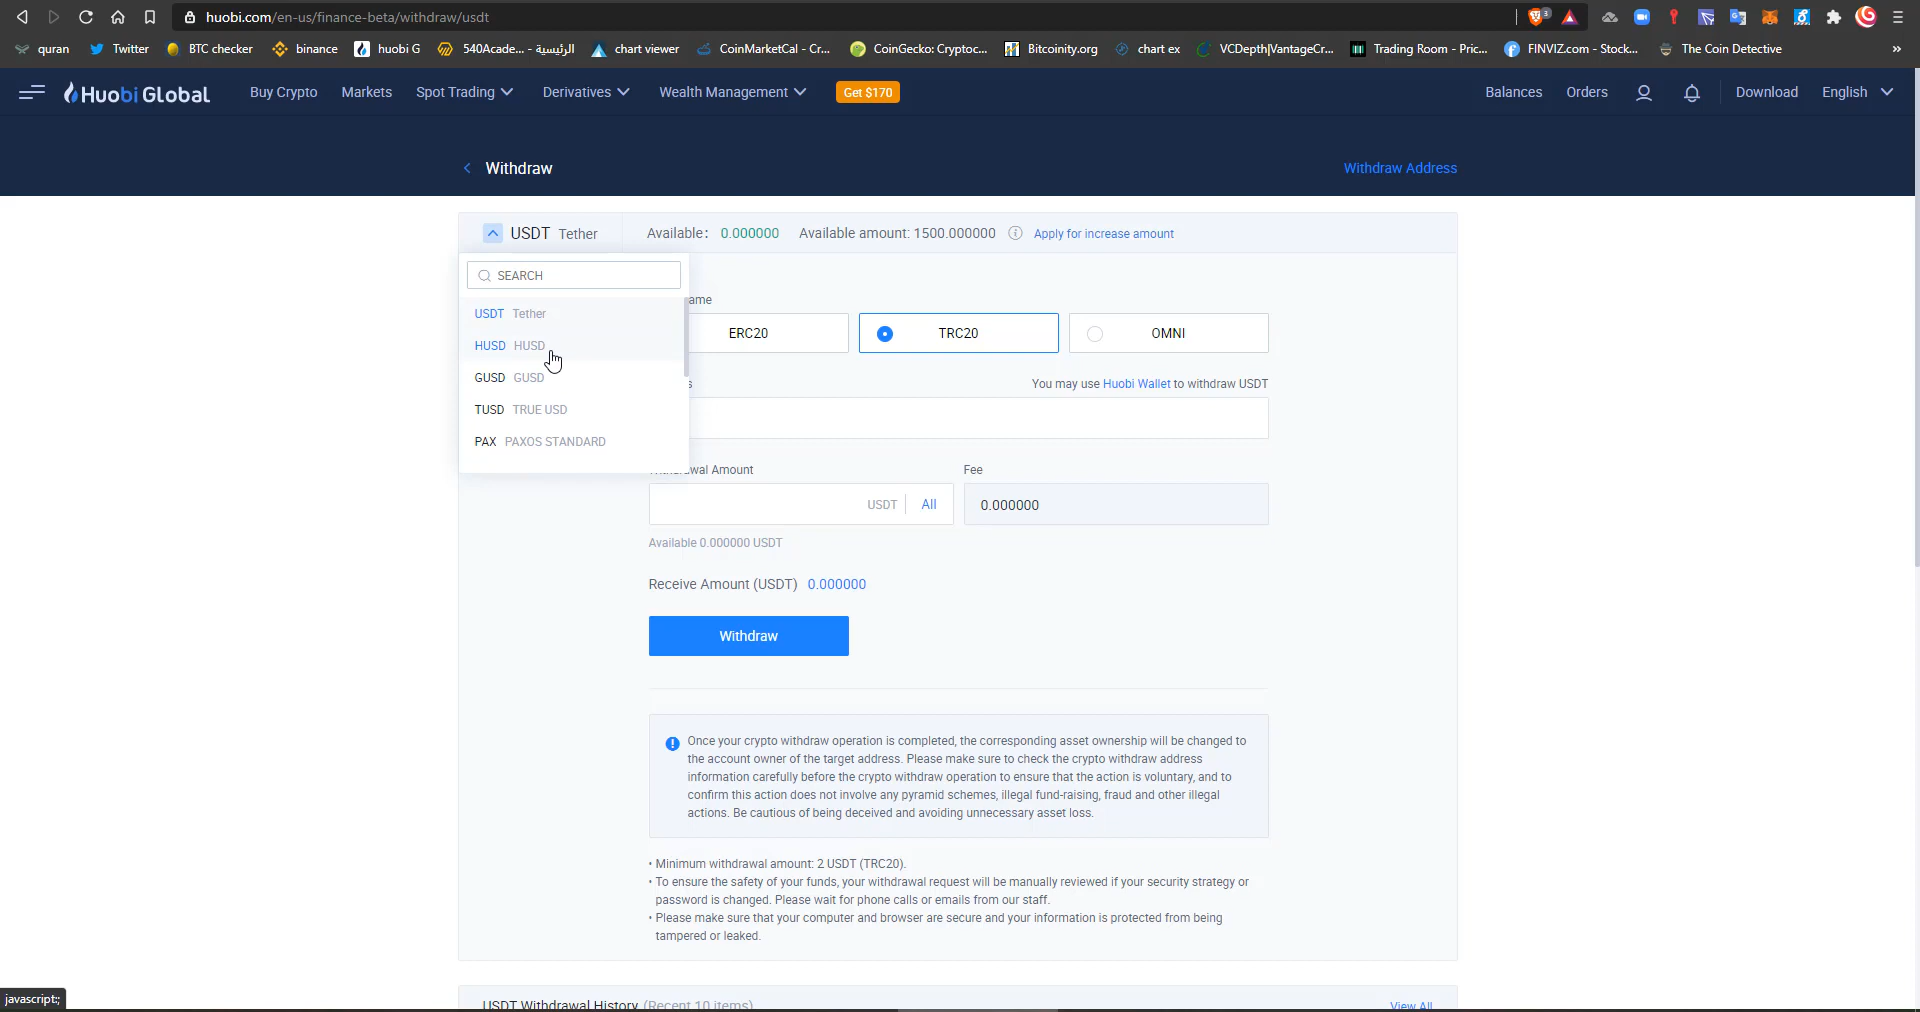 huobi.com/en-us/finance-beta/withdraw/usdt
3
quran
Twitter
BTC checker
binance
huobi G
540Acade... - الرئيسية
chart viewer
CoinMarketCal - Cr...
CoinGecko: Cryptoc...
Bitcoinity.org
chart ex
VCDepth|VantageCr...
Trading Room - Pric...
FINVIZ.com - Stock...
The Coin Detective
»
Huobi Global
Buy Crypto
Markets
Spot Trading
Derivatives
Wealth Management
Get $170
Balances
Orders
Download
English
Withdraw
Withdraw Address
USDT Tether
Available: 0.000000
Available amount: 1500.000000
Apply for increase amount
SEARCH
USDT Tether
HUSD HUSD
GUSD GUSD
TUSD TRUE USD
PAX PAXOS STANDARD
ame
ERC20
TRC20
OMNI
s
You may use Huobi Wallet to withdraw USDT
Withdrawal Amount
Fee
USDT
All
0.000000
Available 0.000000 USDT
Receive Amount (USDT) 0.000000
Withdraw
Once your crypto withdraw operation is completed, the corresponding asset ownership will be changed to
the account owner of the target address. Please make sure to check the crypto withdraw address
information carefully before the crypto withdraw operation to ensure that the action is voluntary, and to
confirm this action does not involve any pyramid schemes, illegal fund-raising, fraud and other illegal
actions. Be cautious of being deceived and avoiding unnecessary asset loss.
• Minimum withdrawal amount: 2 USDT (TRC20).
• To ensure the safety of your funds, your withdrawal request will be manually reviewed if your security strategy or
password is changed. Please wait for phone calls or emails from our staff.
• Please make sure that your computer and browser are secure and your information is protected from being
tampered or leaked.
javascript:;
USDT Withdrawal History (Recent 10 items)
View All